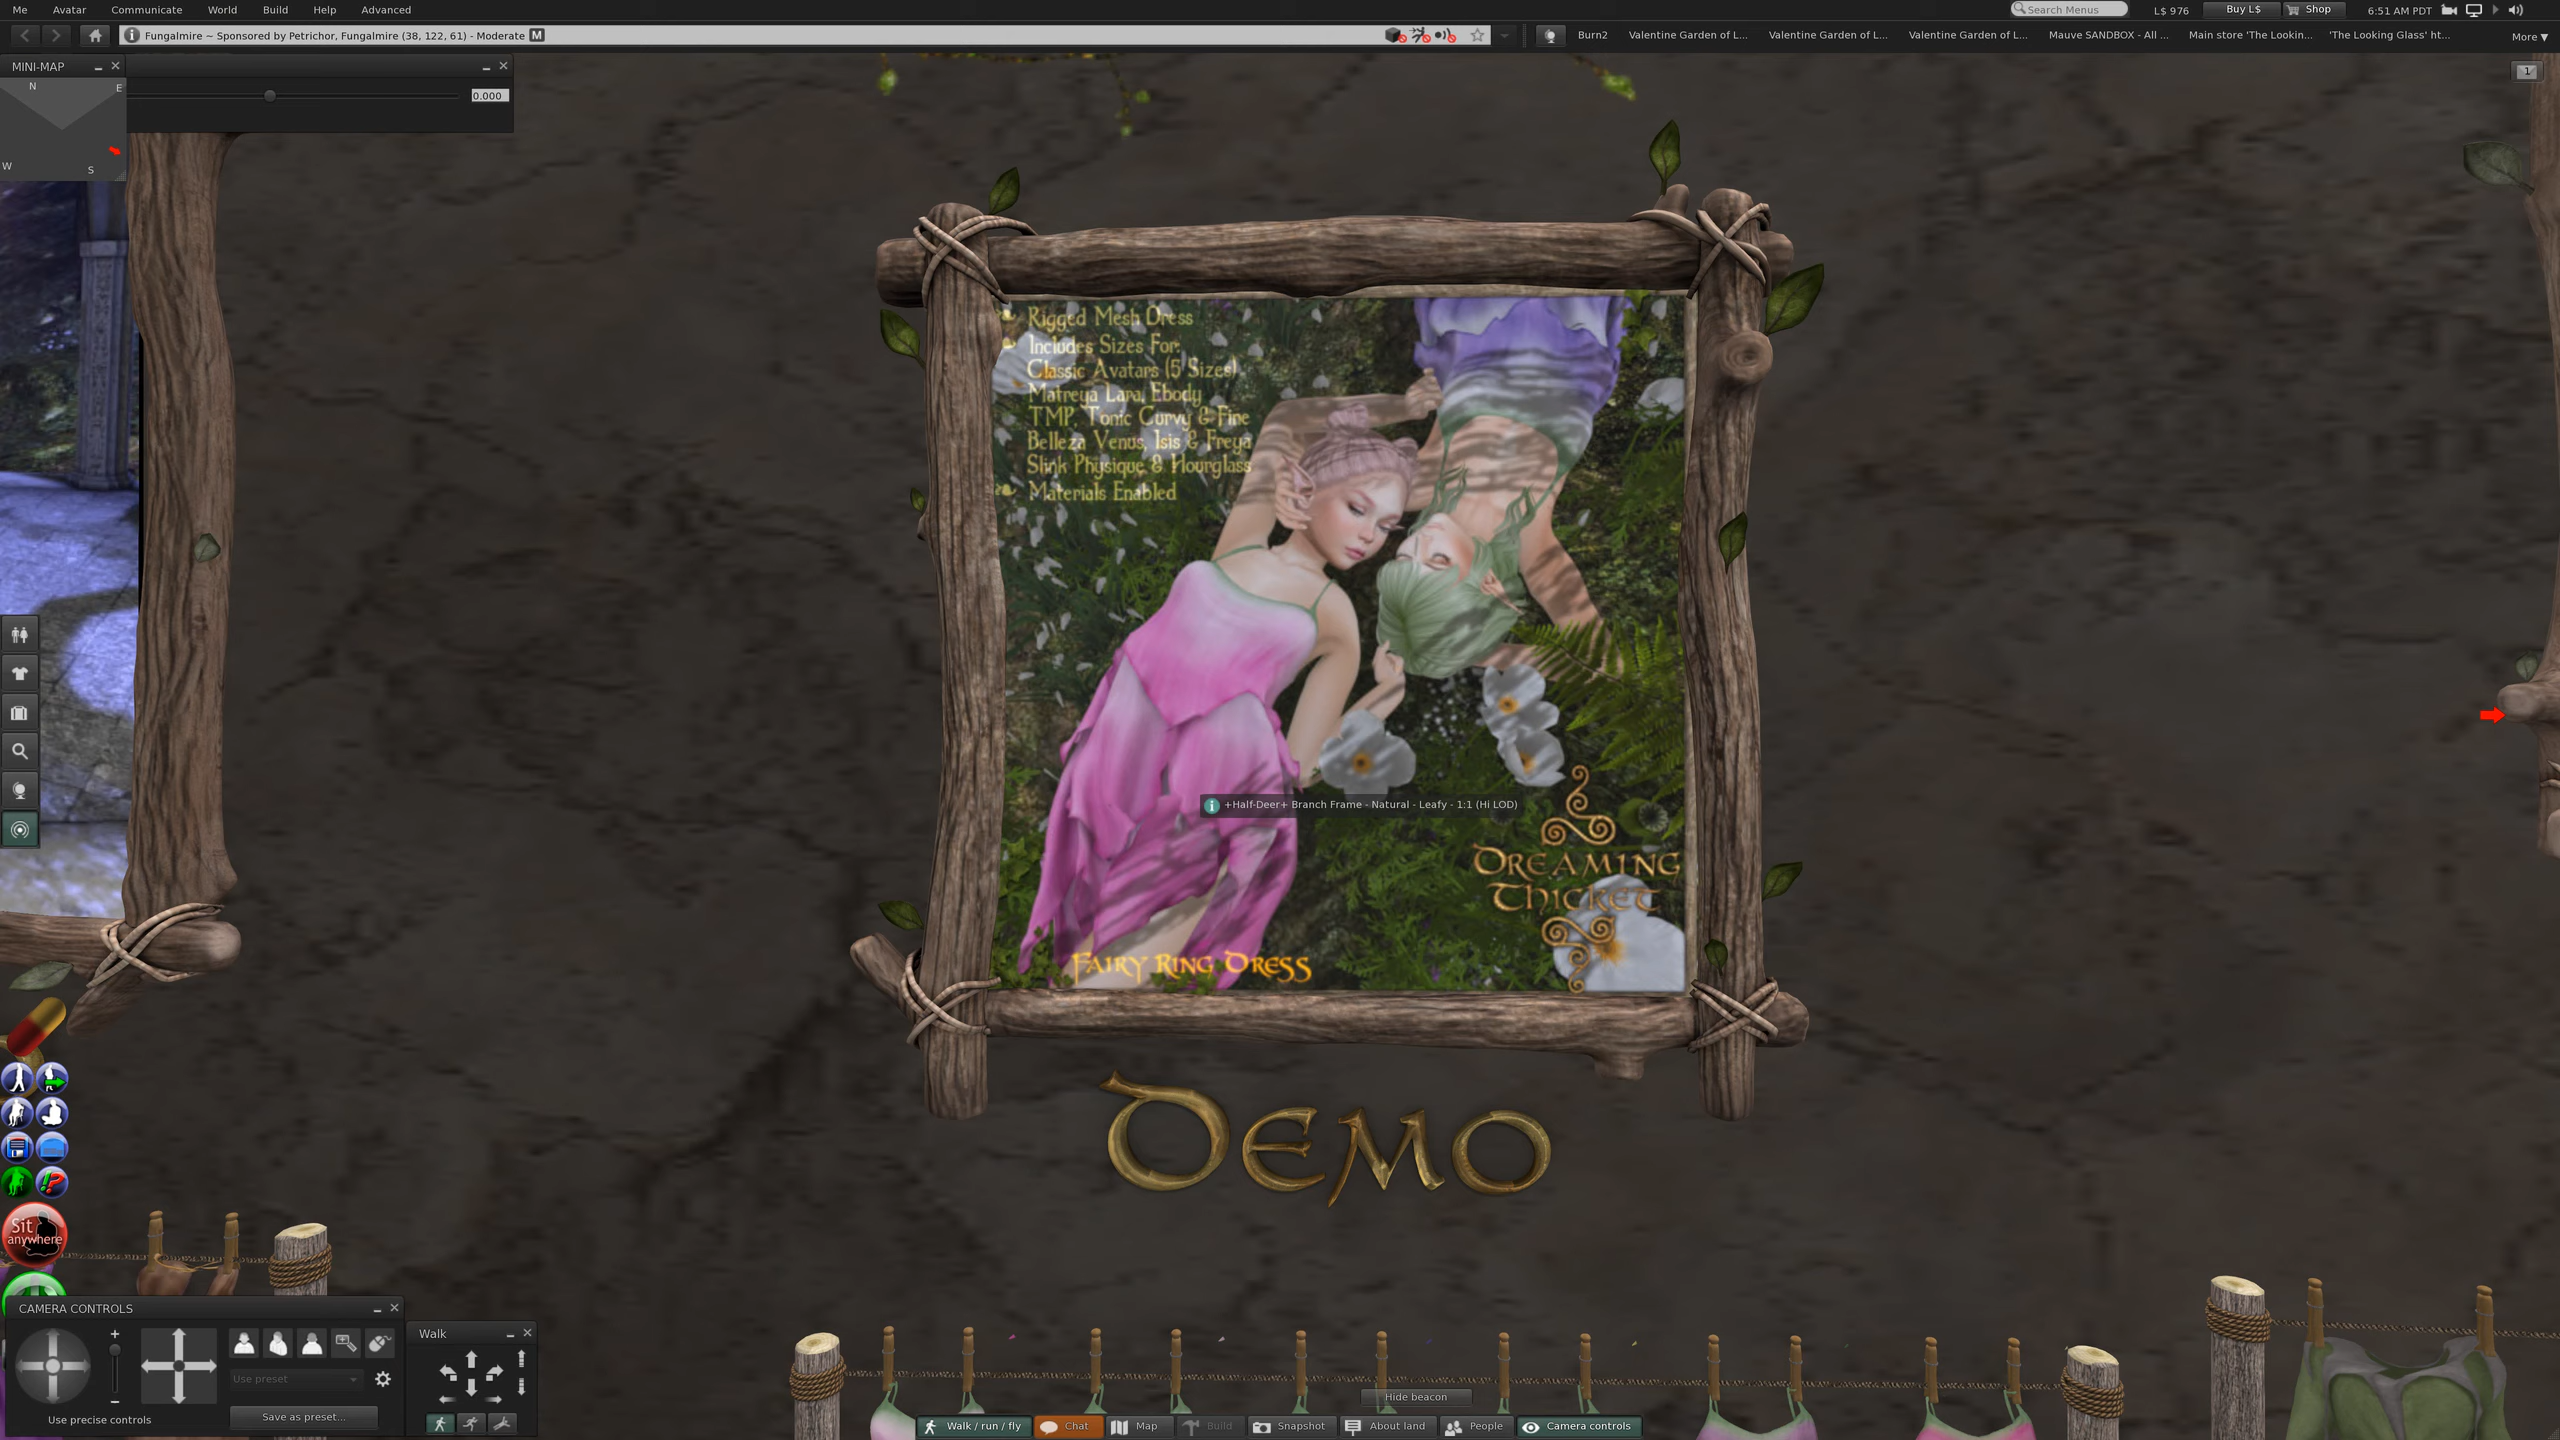 Me Avatar Communicate World Build Help Advanced
Search Menus
L$ 976
Buy L$
Shop
6:51 AM PDT
Fungalmire ~ Sponsored by Petrichor, Fungalmire (38, 122, 61) - Moderate M
Burn2
Valentine Garden of L...
Valentine Garden of L...
Valentine Garden of L...
Mauve SANDBOX - All ...
Main store 'The Lookin...
'The Looking Glass' ht...
More ▼
MINI-MAP
N
E
W
S
0.000
1
Rigged Mesh Dress
Includes Sizes For:
Classic Avatars (5 Sizes)
Matreya Lara, Ebody
TMP, Tonic Curvy & Fine
Belleza Venus, Isis & Freya
Slink Physique & Hourglass
Materials Enabled
+Half-Deer+ Branch Frame - Natural - Leafy - 1:1 (Hi LOD)
Dreaming
Thicket
Fairy Ring Dress
Demo
Sit
anywhere
CAMERA CONTROLS
Use preset
Use precise controls
Save as preset...
Walk
Hide beacon
Walk / run / fly
Chat
Map
Build
Snapshot
About land
People
Camera controls